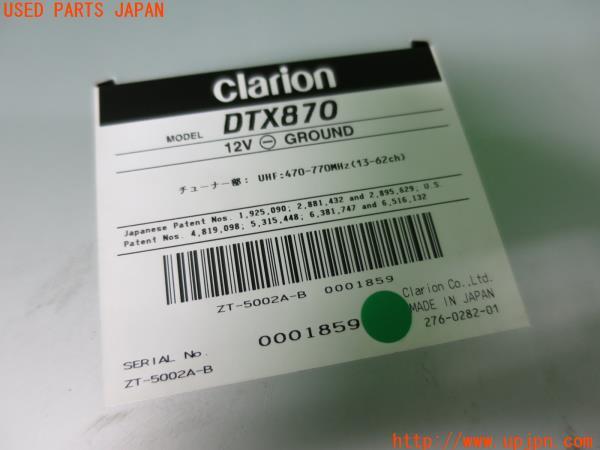 USED PARTS JAPAN
clarion
MODEL DTX870
12V ⊖ GROUND
チューナー部: UHF:470-770MHz(13-62ch)
Japanese Patent Nos. 1,925,090; 2,881,432 and 2,895,629; U.S.
Patent Nos. 4,819,098; 5,315,448; 6,381,747 and 6,516,132
ZT-5002A-B 0001859
Clarion Co.,Ltd.
MADE IN JAPAN
276-0282-01
SERIAL No. 0001859
ZT-5002A-B
http://www.upjpn.com/